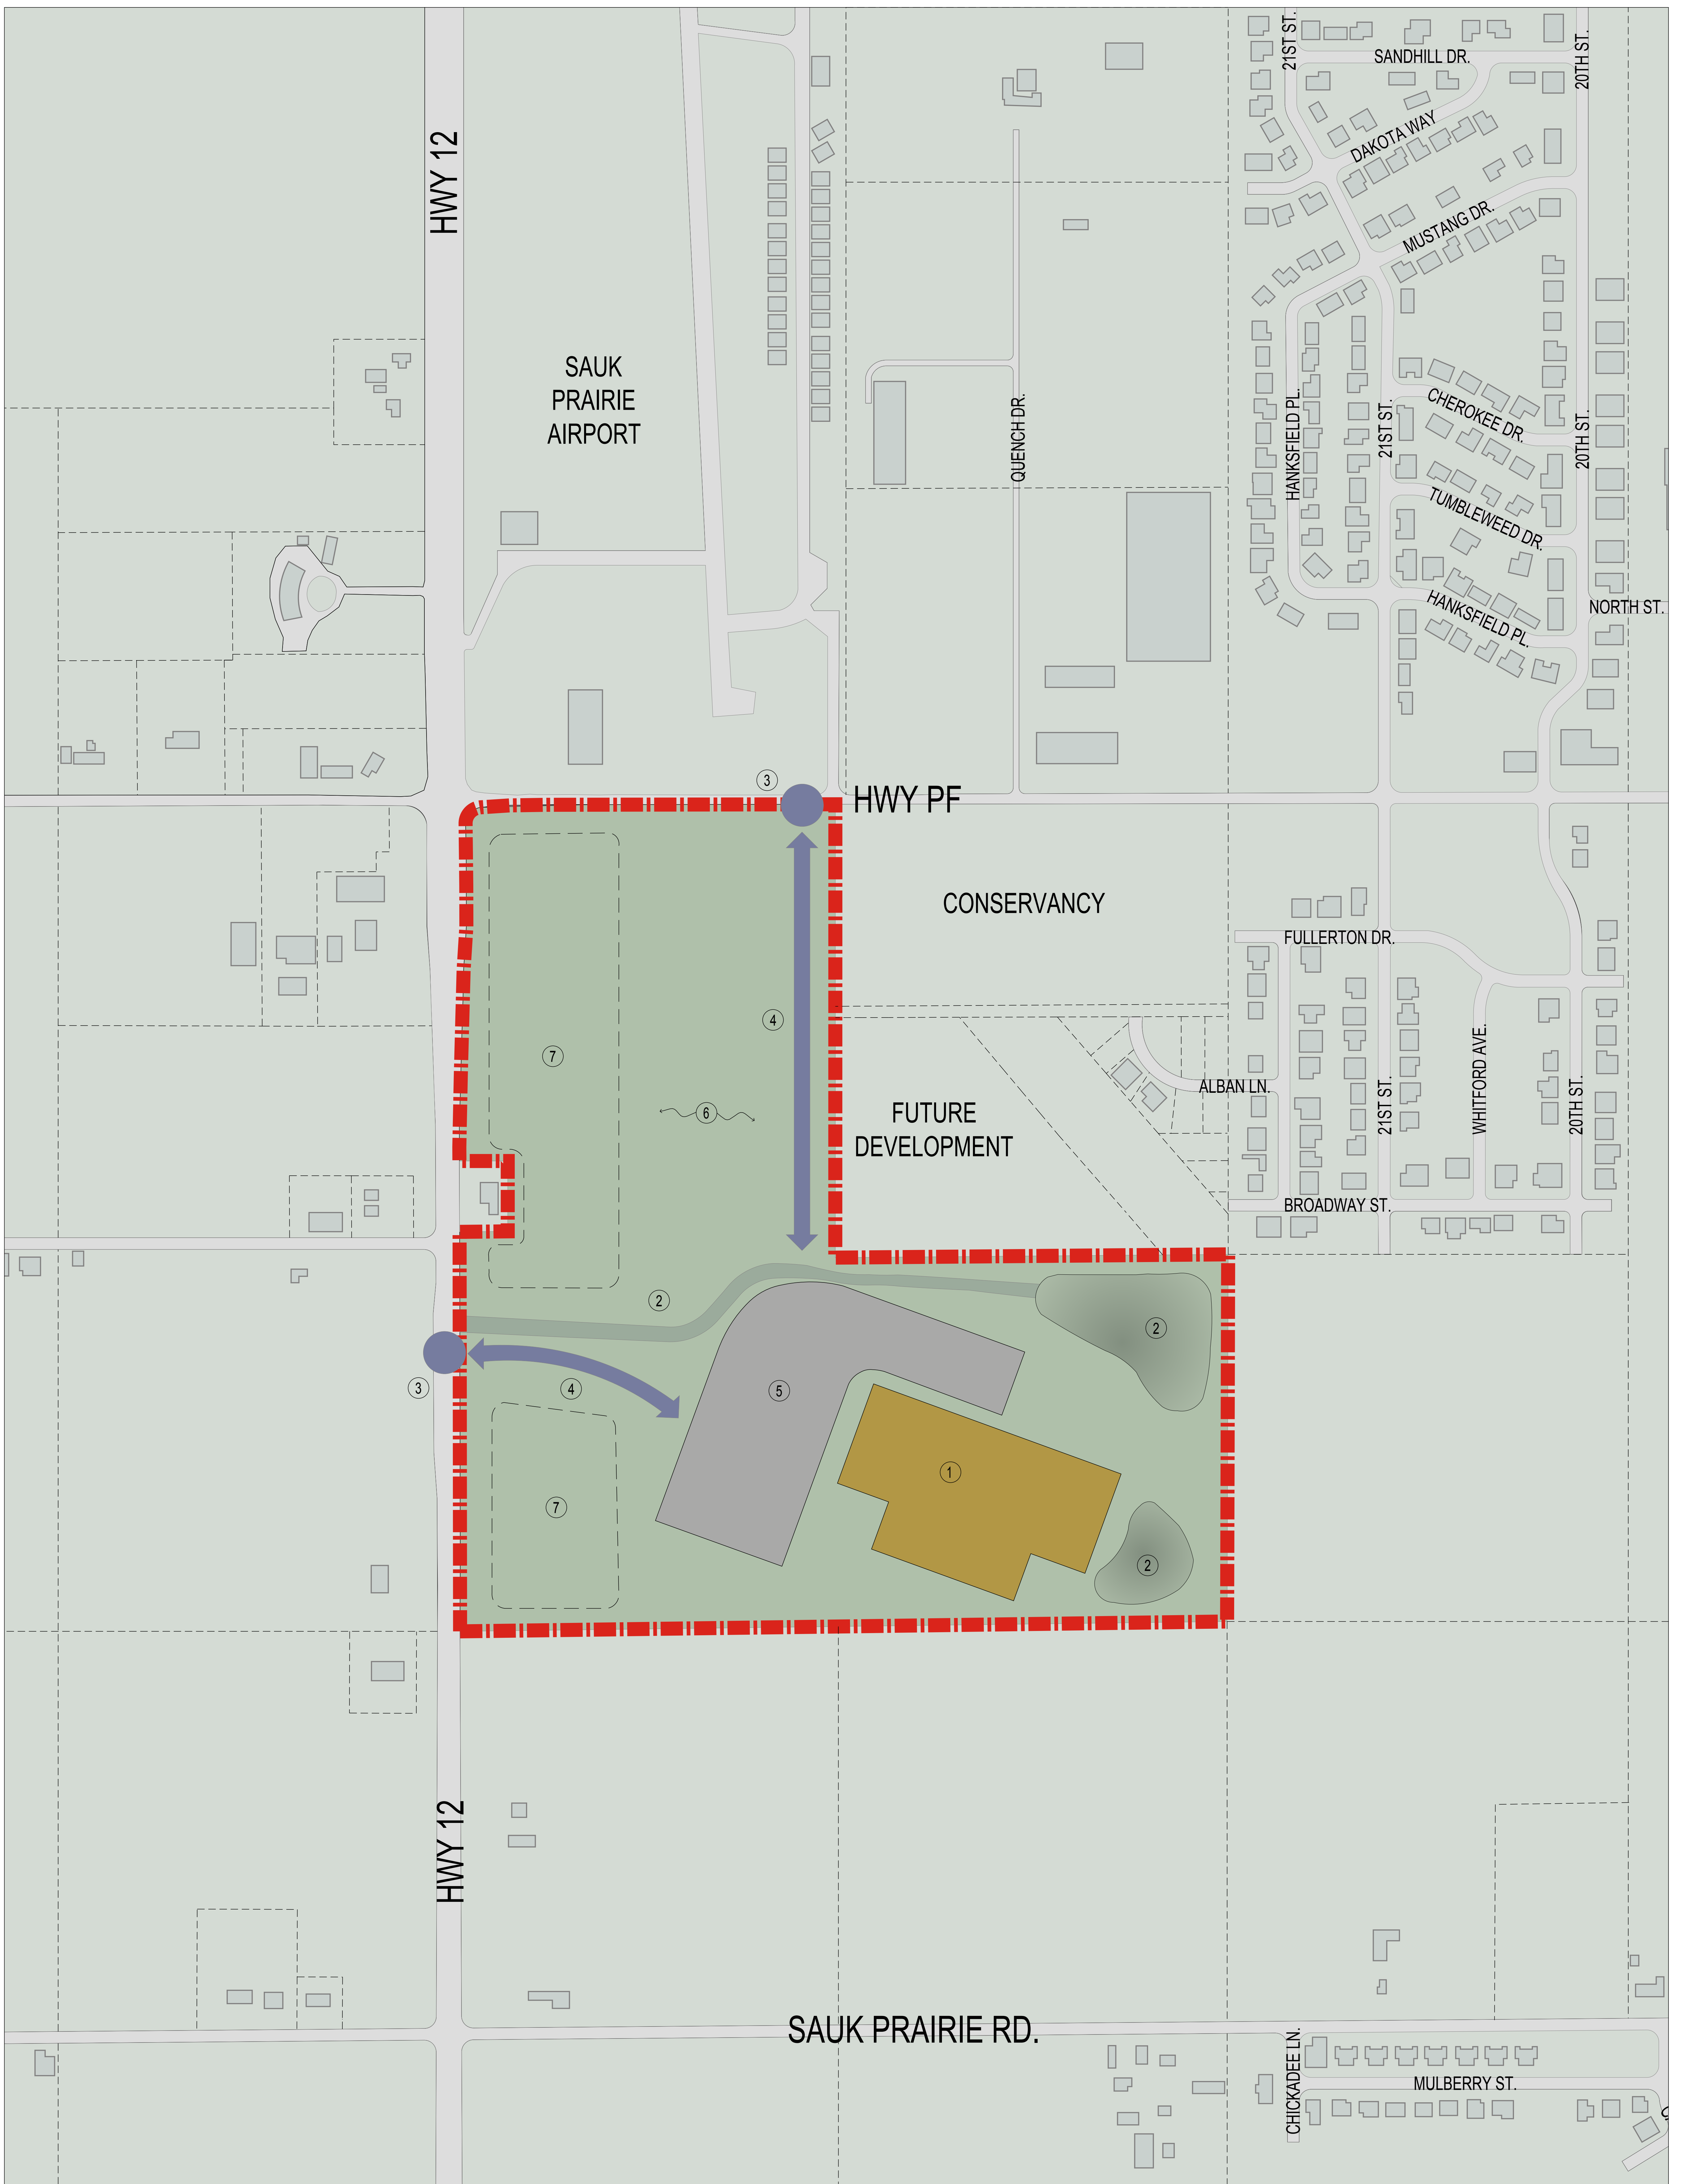 21ST ST.
SANDHILL DR.
20TH ST.
DAKOTA WAY
HWY 12
MUSTANG DR.
SAUK
PRAIRIE
AIRPORT
QUENCH DR.
HANKSFIELD PL.
21ST ST.
CHEROKEE DR.
20TH ST.
TUMBLEWEED DR.
HANKSFIELD PL.
NORTH ST.
3
HWY PF
CONSERVANCY
FULLERTON DR.
4
7
6
FUTURE
DEVELOPMENT
ALBAN LN.
21ST ST.
WHITFORD AVE.
20TH ST.
BROADWAY ST.
2
2
3
4
5
1
7
2
HWY 12
SAUK PRAIRIE RD.
CHICKADEE LN.
MULBERRY ST.